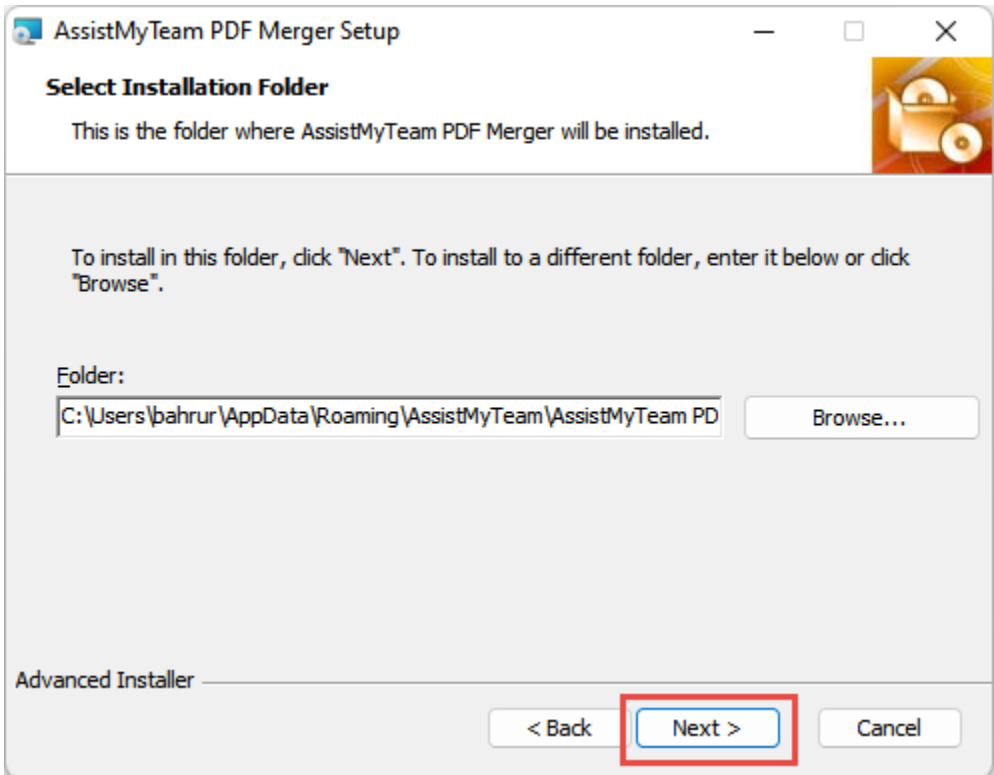 AssistMyTeam PDF Merger Setup
Select Installation Folder
This is the folder where AssistMyTeam PDF Merger will be installed.
To install in this folder, click "Next". To install to a different folder, enter it below or click
"Browse".
Folder:
C:\Users\bahrur\AppData\Roaming\AssistMyTeam\AssistMyTeam PD
Browse...
Advanced Installer
< Back
Next >
Cancel